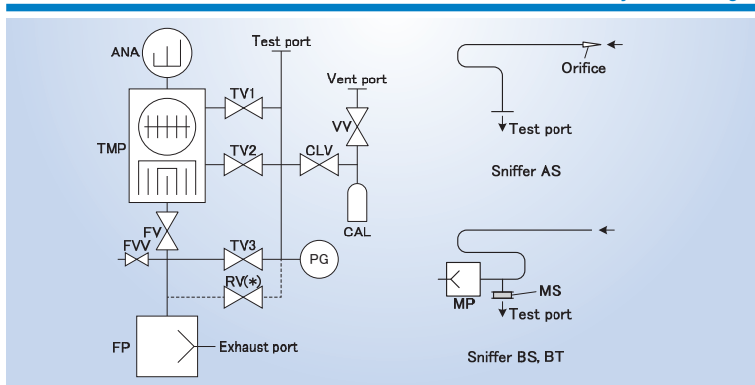 ANA
Test port
Vent port
TV1
VV
TMP
TV2
CLV
CAL
FV
FVV
TV3
PG
RV(*)
FP
Exhaust port
Orifice
Test port
Sniffer AS
MP
MS
Test port
Sniffer BS, BT